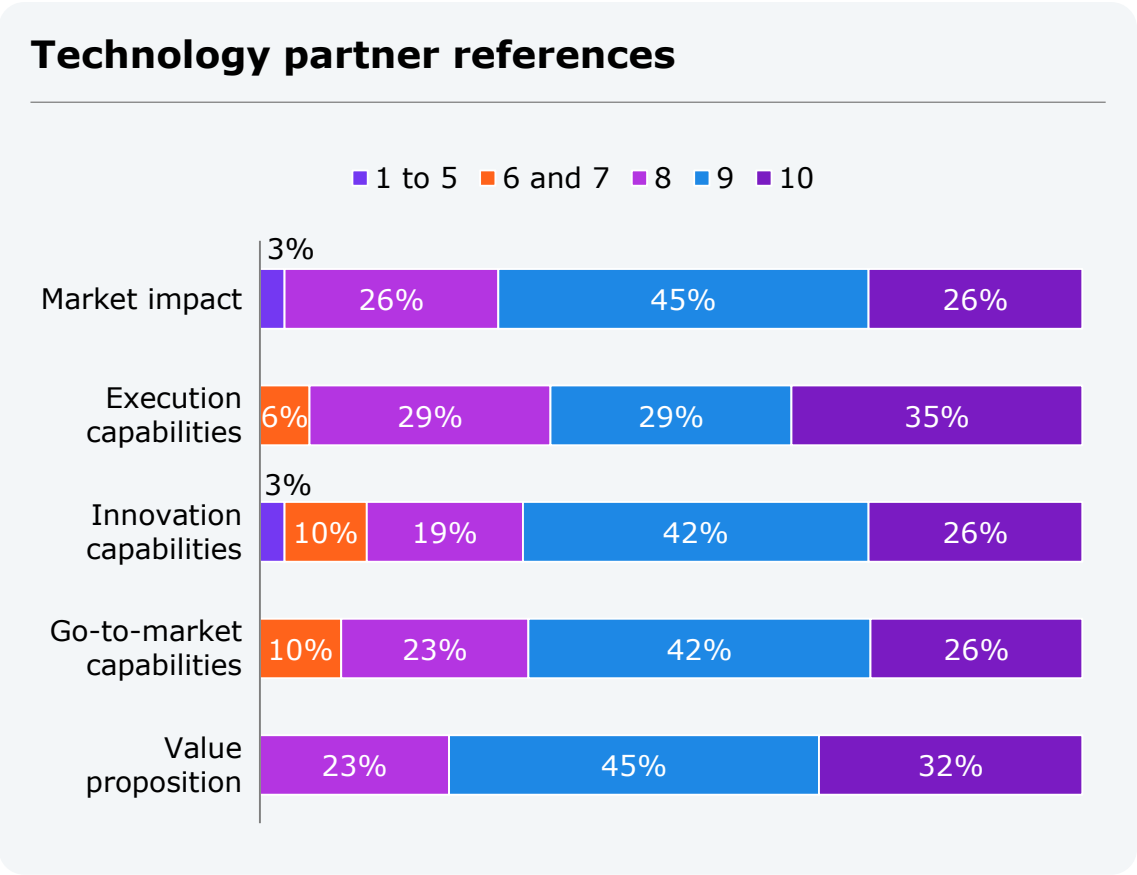 Technology partner references
1 to 5 6 and 7 8 9 10
3%
Market impact 26% 45% 26%
Execution
capabilities 6% 29% 29% 35%
3%
Innovation
capabilities 10% 19% 42% 26%
Go-to-market
capabilities 10% 23% 42% 26%
Value
proposition 23% 45% 32%